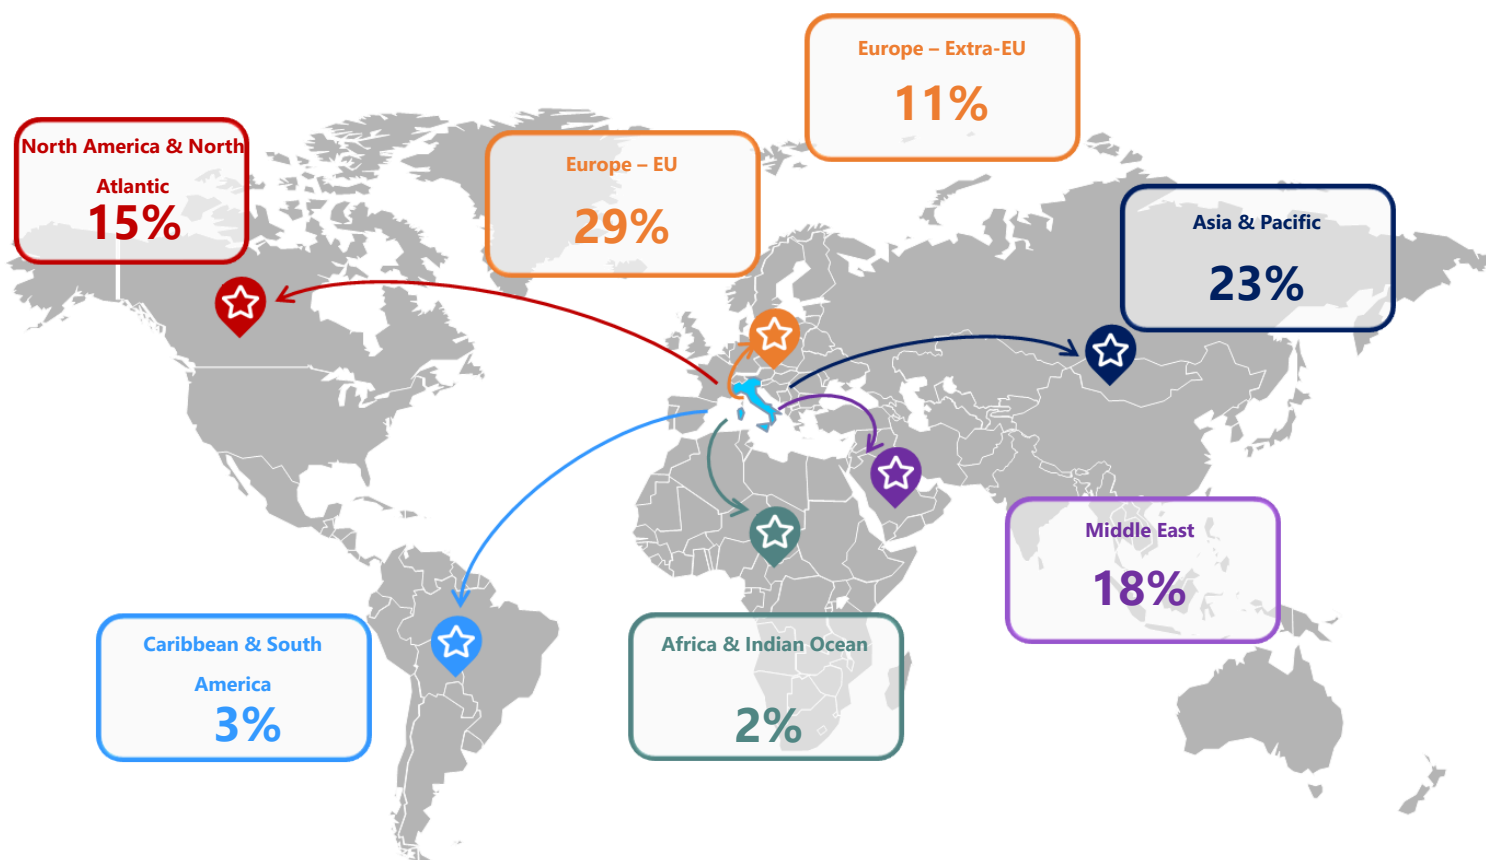 Europe – Extra-EU
11%
North America & North
Atlantic
15%
Europe – EU
29%
Asia & Pacific
23%
Middle East
18%
Caribbean & South
America
3%
Africa & Indian Ocean
2%